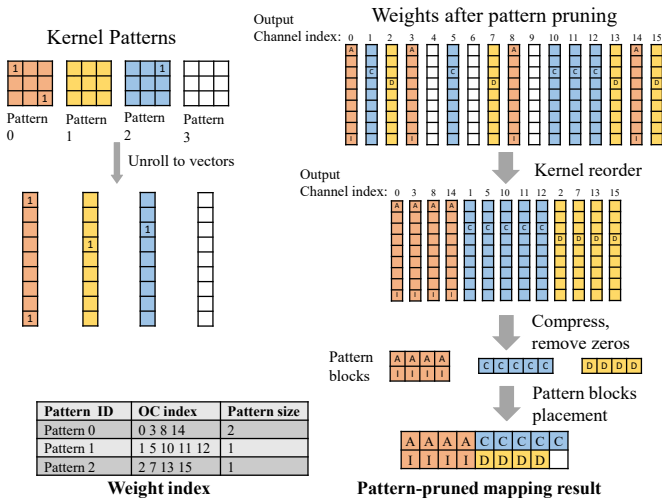 Kernel Patterns
1
1
1
Pattern 0
Pattern 1
Pattern 2
Pattern 3
Unroll to vectors
1
1
1
1
Weights after pattern pruning
Output
Channel index:
0 1 2 3 4 5 6 7 8 9 10 11 12 13 14 15
A A A A
C C C C C
D D D D
I I I I
Kernel reorder
Output
Channel index:
0 3 8 14 1 5 10 11 12 2 7 13 15
A A A A
C C C C C
D D D D
I I I I
Compress,
remove zeros
Pattern
blocks
A A A A C C C C C D D D D
I I I I
Pattern blocks
placement
A A A A C C C C C
I I I I D D D D
Pattern-pruned mapping result
Pattern ID OC index Pattern size
Pattern 0 0 3 8 14 2
Pattern 1 1 5 10 11 12 1
Pattern 2 2 7 13 15 1
Weight index